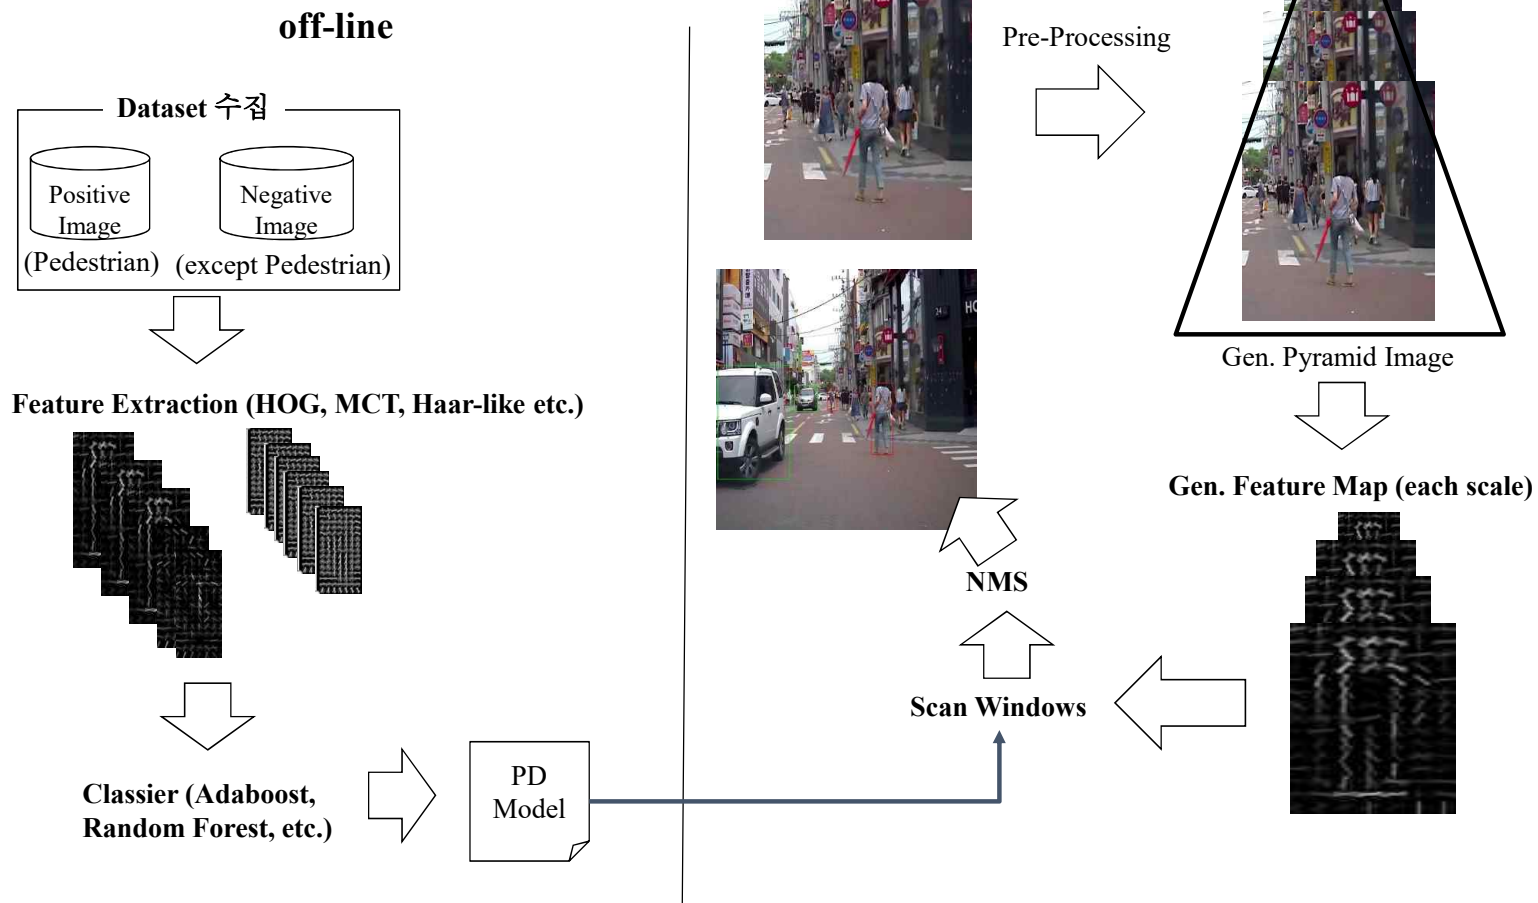 off-line
Dataset 수집
Positive
Image
(Pedestrian)
Negative
Image
(except Pedestrian)
Feature Extraction (HOG, MCT, Haar-like etc.)
Classier (Adaboost,
Random Forest, etc.)
PD
Model
Pre-Processing
Gen. Pyramid Image
Gen. Feature Map (each scale)
Scan Windows
NMS